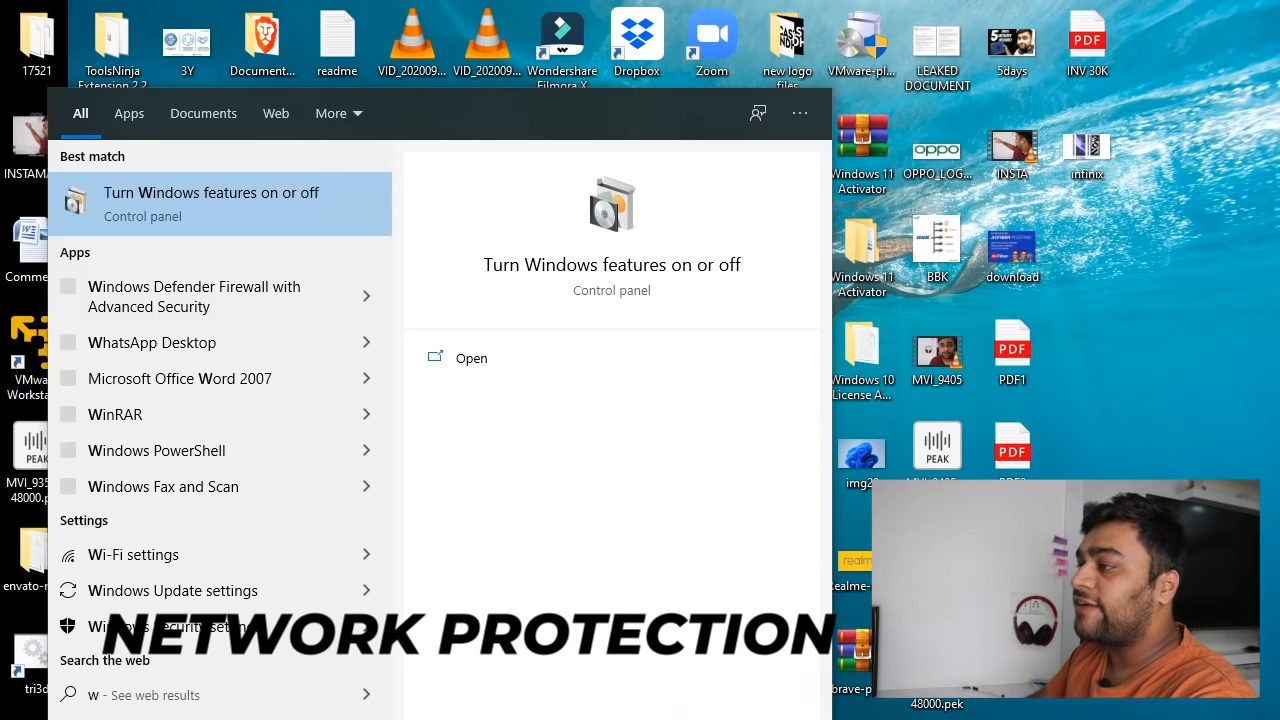 17521
ToolsNinja
Extension 2.2
3Y
Document...
readme
VID_202009...
VID_202009...
Wondershare
Filmora X
Dropbox
Zoom
new logo
files
VMware-pl...
LEAKED
DOCUMENT
5days
PDF
INV 30K
All
Apps
Documents
Web
More
Best match
Turn Windows features on or off
Control panel
Apps
Windows Defender Firewall with
Advanced Security
WhatsApp Desktop
Microsoft Office Word 2007
WinRAR
Windows PowerShell
Windows Fax and Scan
Settings
Wi-Fi settings
Windows Update settings
Search the web
w - See web results
Turn Windows features on or off
Control panel
Open
NETWORK PROTECTION
INSTAM
Comme
VMwa
Worksta
PEAK
MVI_935
48000.p
envato-r
tri3d
Windows 11
Activator
oppo
OPPO_LOG...
INSTA
infinix
Windows 11
Activator
BBK
download
Windows 10
License A...
MVI_9405
PDF
PDF1
PEAK
PDF
realm
Realme-
brave-p
48000.pek